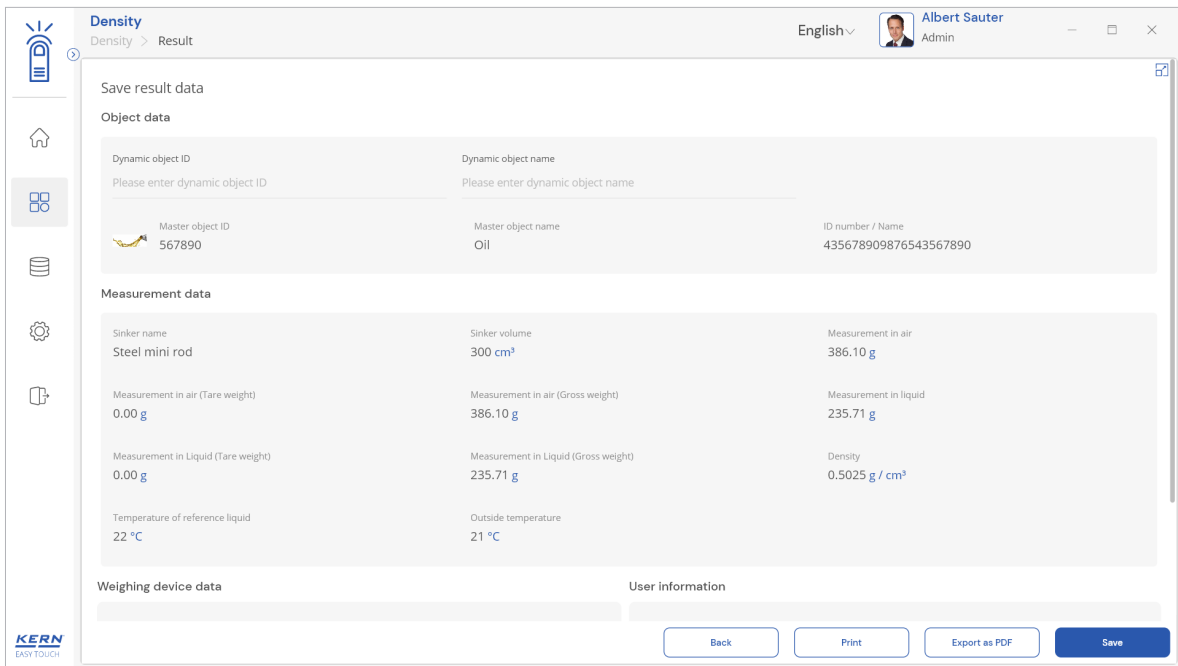 Density
Density > Result
English
Albert Sauter
Admin
Save result data
Object data
Dynamic object ID
Dynamic object name
Please enter dynamic object ID
Please enter dynamic object name
Master object ID
Master object name
ID number / Name
567890
Oil
435678909876543567890
Measurement data
Sinker name
Sinker volume
Measurement in air
Steel mini rod
300 cm³
386.10 g
Measurement in air (Tare weight)
Measurement in air (Gross weight)
Measurement in liquid
0.00 g
386.10 g
235.71 g
Measurement in Liquid (Tare weight)
Measurement in Liquid (Gross weight)
Density
0.00 g
235.71 g
0.5025 g / cm³
Temperature of reference liquid
Outside temperature
22 °C
21 °C
Weighing device data
User information
Back
Print
Export as PDF
Save
KERN
EASY TOUCH